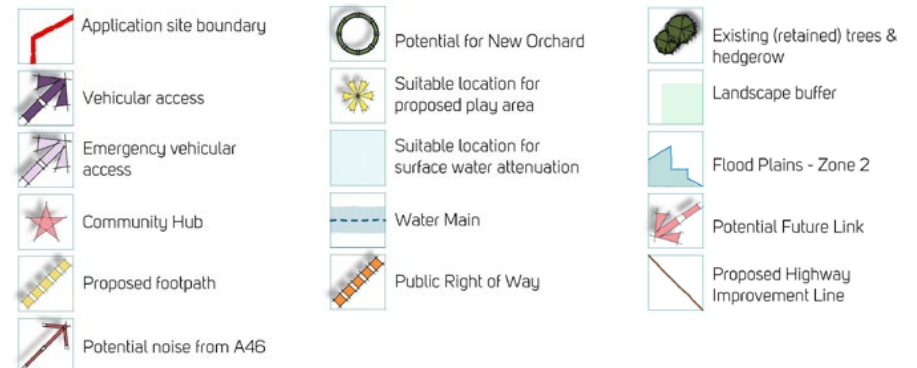 Application site boundary
Vehicular access
Emergency vehicular
access
Community Hub
Proposed footpath
Potential noise from A46
Potential for New Orchard
Suitable location for
proposed play area
Suitable location for
surface water attenuation
Water Main
Public Right of Way
Existing (retained) trees &
hedgerow
Landscape buffer
Flood Plains - Zone 2
Potential Future Link
Proposed Highway
Improvement Line